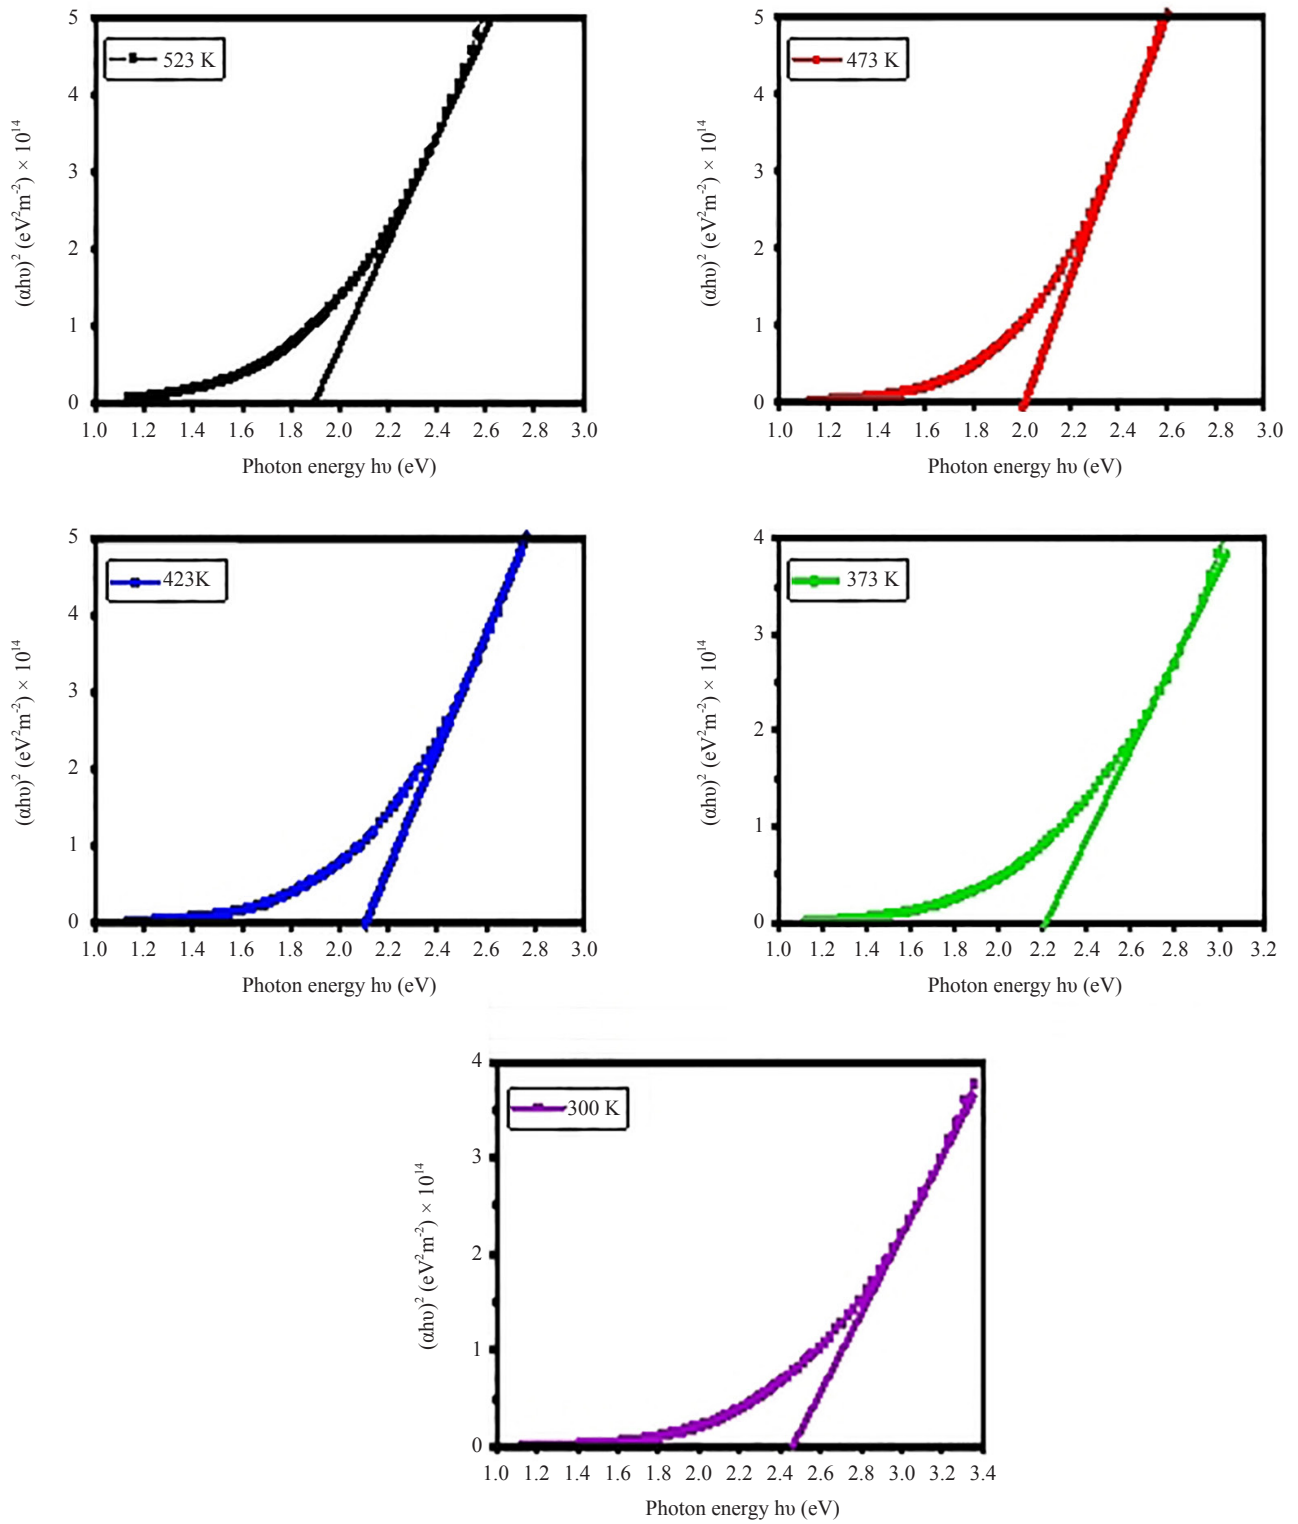 5
4
3
2
1
0
(αhυ)² (eV²m⁻²) × 10¹⁴
523 K
1.0 1.2 1.4 1.6 1.8 2.0 2.2 2.4 2.6 2.8 3.0
Photon energy hυ (eV)
5
4
3
2
1
0
(αhυ)² (eV²m⁻²) × 10¹⁴
473 K
1.0 1.2 1.4 1.6 1.8 2.0 2.2 2.4 2.6 2.8 3.0
Photon energy hυ (eV)
5
4
3
2
1
0
(αhυ)² (eV²m⁻²) × 10¹⁴
423K
1.0 1.2 1.4 1.6 1.8 2.0 2.2 2.4 2.6 2.8 3.0
Photon energy hυ (eV)
4
3
2
1
0
(αhυ)² (eV²m⁻²) × 10¹⁴
373 K
1.0 1.2 1.4 1.6 1.8 2.0 2.2 2.4 2.6 2.8 3.0 3.2
Photon energy hυ (eV)
4
3
2
1
0
(αhυ)² (eV²m⁻²) × 10¹⁴
300 K
1.0 1.2 1.4 1.6 1.8 2.0 2.2 2.4 2.6 2.8 3.0 3.2 3.4
Photon energy hυ (eV)